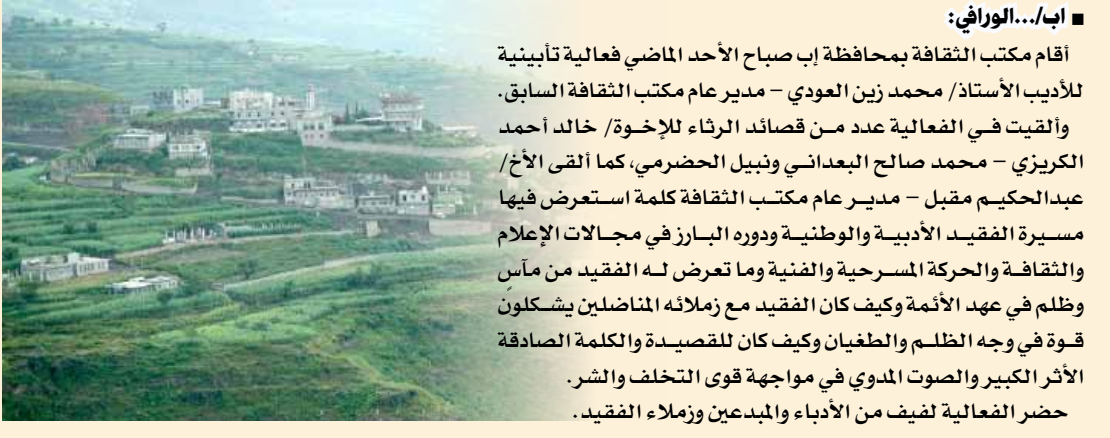 ■ اب/...الورافي:
أقام مكتب الثقافة بمحافظة إب صباح الأحد الماضي فعالية تأبينية
للأديب الأستاذ/ محمد زين العودي – مدير عام مكتب الثقافة السابق.
وألقيت في الفعالية عدد من قصائد الرثاء للإخوة/ خالد أحمد
الكريزي – محمد صالح البعداني ونبيل الحضرمي، كما ألقى الأخ/
عبدالحكيم مقبل – مدير عام مكتب الثقافة كلمة استعرض فيها
مسيرة الفقيد الأدبية والوطنية ودوره البارز في مجالات الإعلام
والثقافة والحركة المسرحية والفنية وما تعرض له الفقيد من مآسٍ
وظلم في عهد الأئمة وكيف كان الفقيد مع زملائه المناضلين يشكلون
قوة في وجه الظلم والطغيان وكيف كان للقصيدة والكلمة الصادقة
الأثر الكبير والصوت المدوي في مواجهة قوى التخلف والشر.
حضر الفعالية لفيف من الأدباء والمبدعين وزملاء الفقيد.